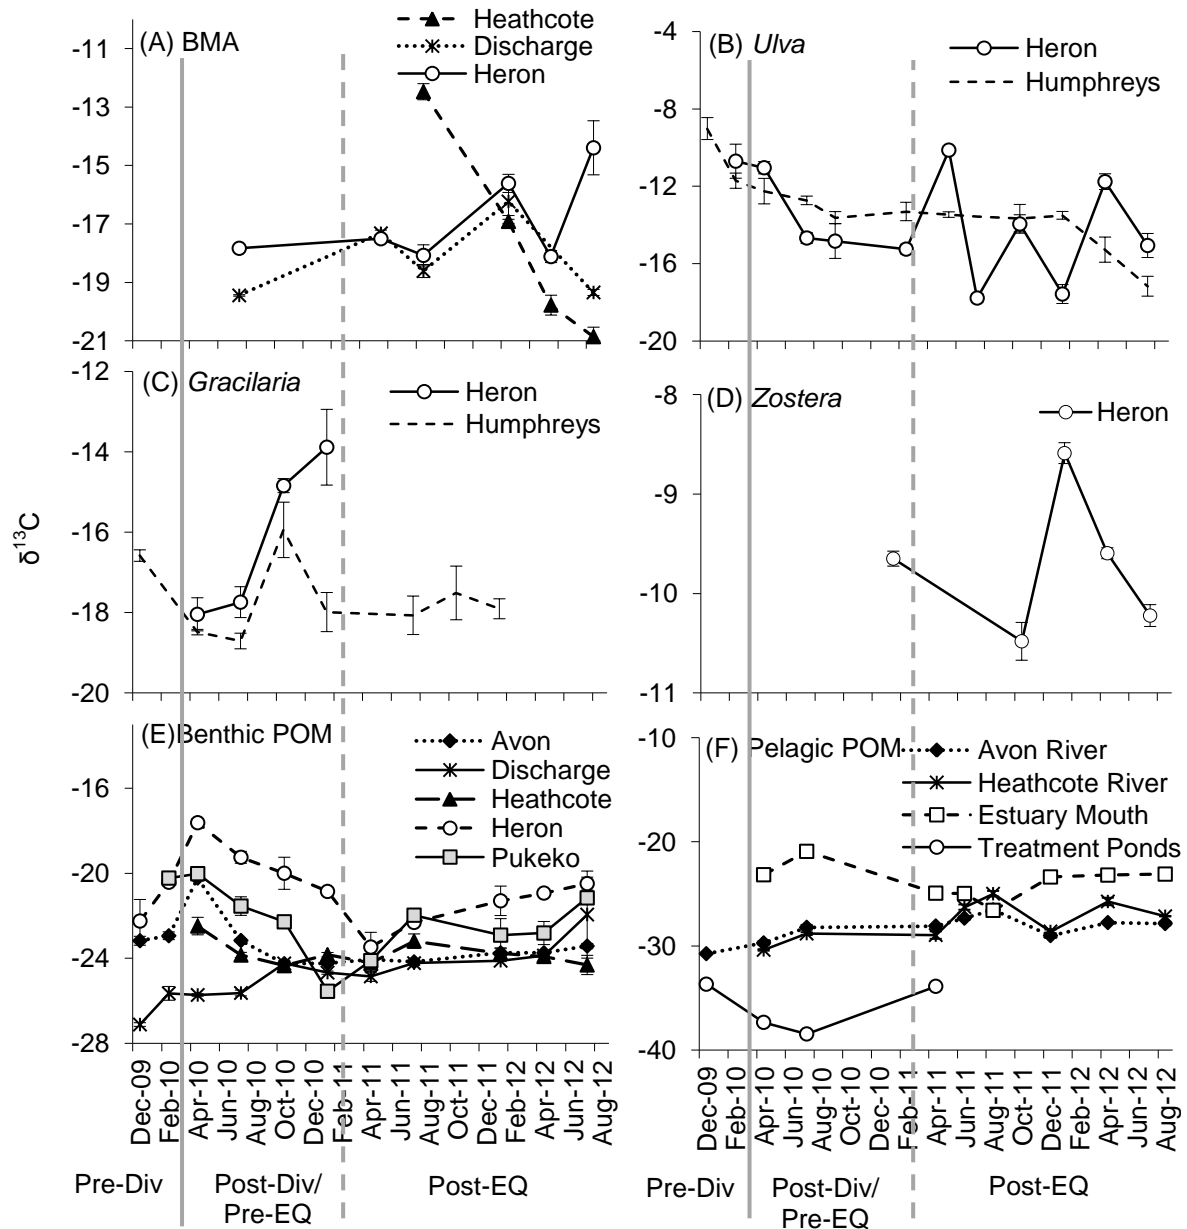 (A) BMA
Heathcote
Discharge
Heron
-11
-13
-15
-17
-19
-21
(B) Ulva
Heron
Humphreys
-4
-8
-12
-16
-20
(C) Gracilaria
Heron
Humphreys
-12
-14
-16
-18
-20
(D) Zostera
Heron
-8
-9
-10
-11
δ13C
(E) Benthic POM
Avon
Discharge
Heathcote
Heron
Pukeko
-16
-20
-24
-28
(F) Pelagic POM
Avon River
Heathcote River
Estuary Mouth
Treatment Ponds
-10
-20
-30
-40
Dec-09
Feb-10
Apr-10
Jun-10
Aug-10
Oct-10
Dec-10
Feb-11
Apr-11
Jun-11
Aug-11
Oct-11
Dec-11
Feb-12
Apr-12
Jun-12
Aug-12
Dec-09
Feb-10
Apr-10
Jun-10
Aug-10
Oct-10
Dec-10
Feb-11
Apr-11
Jun-11
Aug-11
Oct-11
Dec-11
Feb-12
Apr-12
Jun-12
Aug-12
Pre-Div
Post-Div/
Pre-EQ
Post-EQ
Pre-Div
Post-Div/
Pre-EQ
Post-EQ